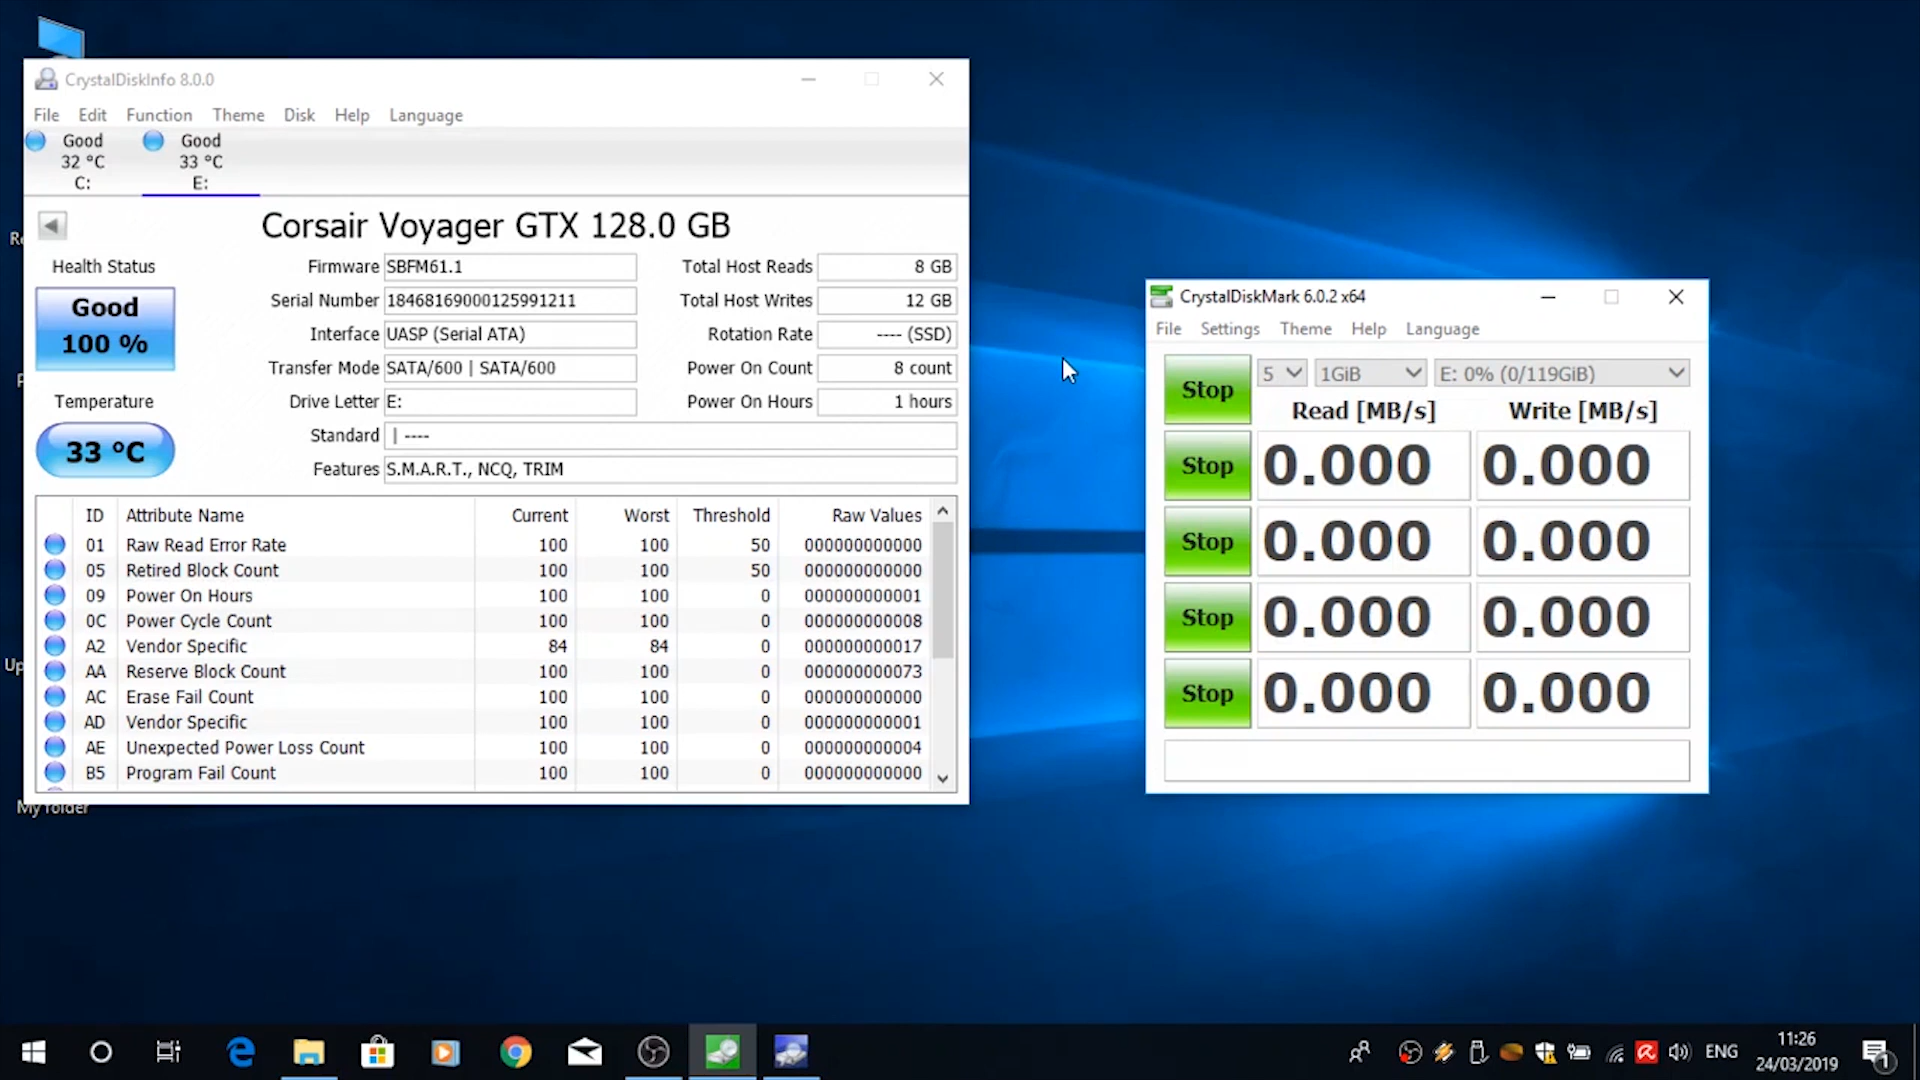 CrystalDiskInfo 8.0.0
File Edit Function Theme Disk Help Language
Good Good
32 °C 33 °C
C: E:
Corsair Voyager GTX 128.0 GB
Health Status
Good
100 %
Temperature
33 °C
Firmware SBFM61.1
Serial Number 18468169000125991211
Interface UASP (Serial ATA)
Transfer Mode SATA/600 | SATA/600
Drive Letter E:
Standard | ----
Features S.M.A.R.T., NCQ, TRIM
Total Host Reads 8 GB
Total Host Writes 12 GB
Rotation Rate ---- (SSD)
Power On Count 8 count
Power On Hours 1 hours
ID Attribute Name Current Worst Threshold Raw Values
01 Raw Read Error Rate 100 100 50 000000000000
05 Retired Block Count 100 100 50 000000000000
09 Power On Hours 100 100 0 000000000001
0C Power Cycle Count 100 100 0 000000000008
A2 Vendor Specific 84 84 0 000000000017
AA Reserve Block Count 100 100 0 000000000073
AC Erase Fail Count 100 100 0 000000000000
AD Vendor Specific 100 100 0 000000000001
AE Unexpected Power Loss Count 100 100 0 000000000004
B5 Program Fail Count 100 100 0 000000000000
My folder
CrystalDiskMark 6.0.2 x64
File Settings Theme Help Language
Stop 5 1GiB E: 0% (0/119GiB)
Read [MB/s] Write [MB/s]
Stop 0.000 0.000
Stop 0.000 0.000
Stop 0.000 0.000
Stop 0.000 0.000
ENG
11:26
24/03/2019
1